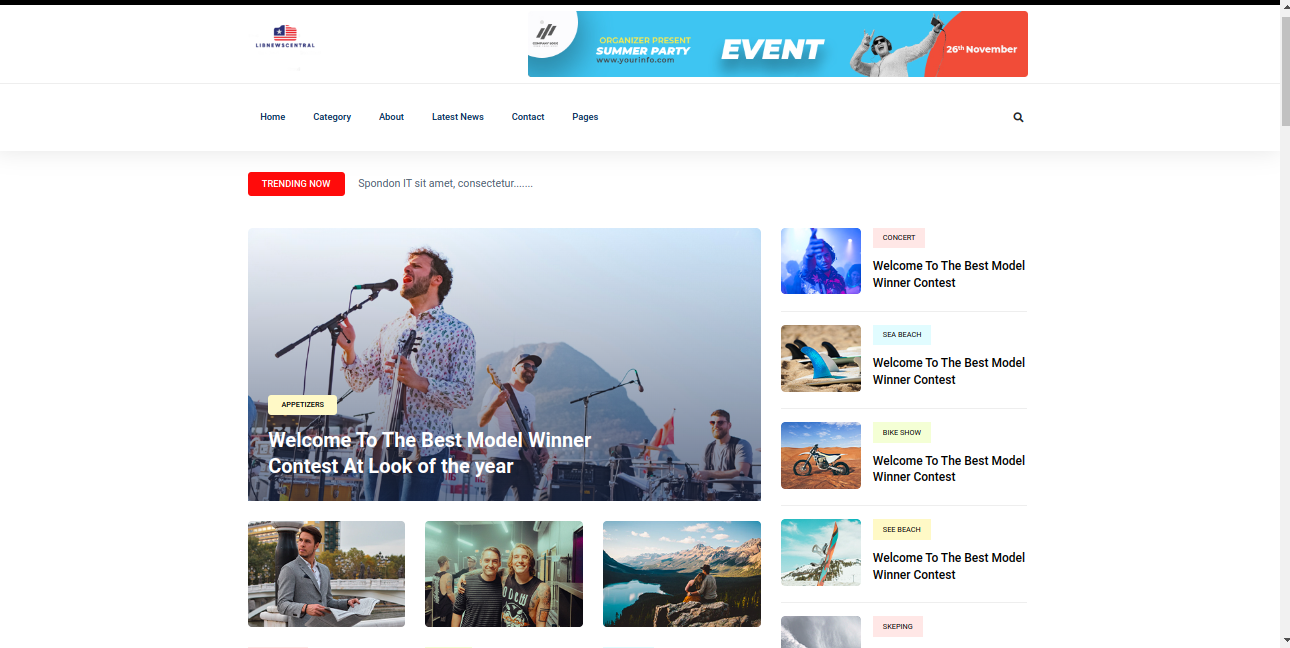 LIBNEWSCENTRAL
ORGANIZER PRESENT
SUMMER PARTY
www.yourinfo.com
EVENT
26th November
Home
Category
About
Latest News
Contact
Pages
TRENDING NOW
Spondon IT sit amet, consectetur.......
APPETIZERS
Welcome To The Best Model Winner
Contest At Look of the year
CONCERT
Welcome To The Best Model
Winner Contest
SEA BEACH
Welcome To The Best Model
Winner Contest
BIKE SHOW
Welcome To The Best Model
Winner Contest
SEE BEACH
Welcome To The Best Model
Winner Contest
SKEPING